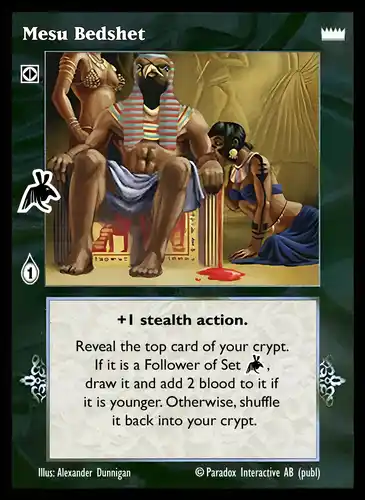 Mesu Bedshet
1
+1 stealth action.
Reveal the top card of your crypt.
If it is a Follower of Set ,
draw it and add 2 blood to it if
it is younger. Otherwise, shuffle
it back into your crypt.
Illus: Alexander Dunnigan
© Paradox Interactive AB (publ)